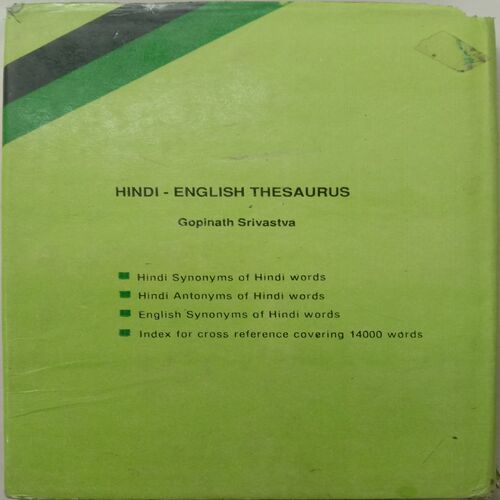 HINDI - ENGLISH THESAURUS
Gopinath Srivastva
Hindi Synonyms of Hindi words
Hindi Antonyms of Hindi words
English Synonyms of Hindi words
Index for cross reference covering 14000 words